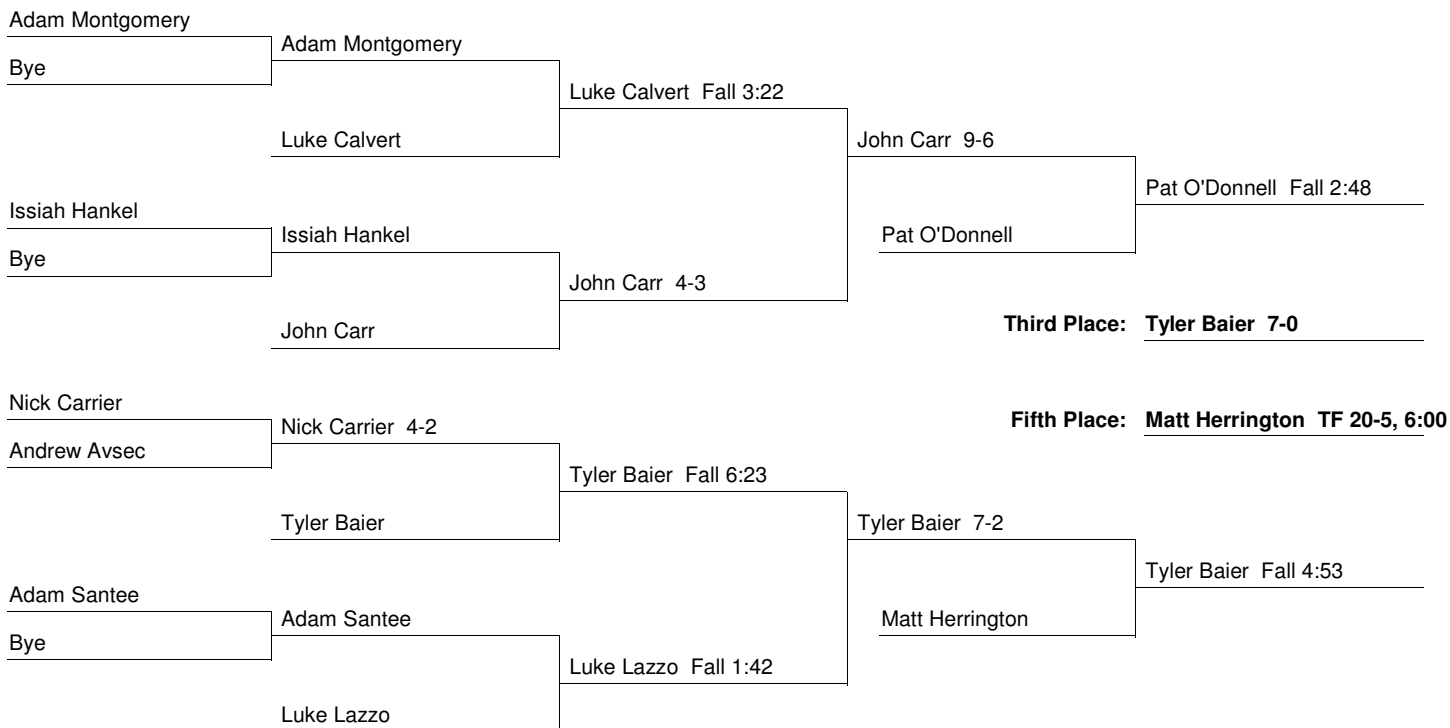 Adam Montgomery
Adam Montgomery
Bye
Luke Calvert Fall 3:22
Luke Calvert
John Carr 9-6
Pat O'Donnell Fall 2:48
Issiah Hankel
Issiah Hankel
Pat O'Donnell
Bye
John Carr 4-3
John Carr
Third Place: Tyler Baier 7-0
Nick Carrier
Nick Carrier 4-2
Fifth Place: Matt Herrington TF 20-5, 6:00
Andrew Avsec
Tyler Baier Fall 6:23
Tyler Baier
Tyler Baier 7-2
Tyler Baier Fall 4:53
Adam Santee
Adam Santee
Matt Herrington
Bye
Luke Lazzo Fall 1:42
Luke Lazzo